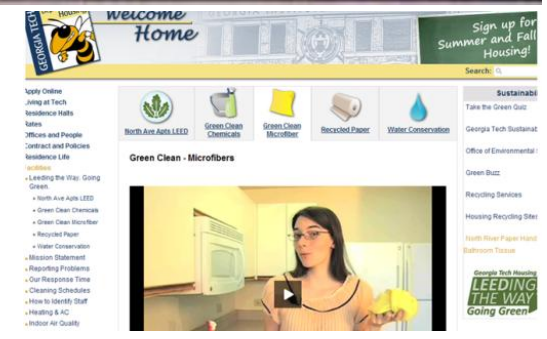 GEORGIA TECH
Welcome
Home
Sign up for
Summer and Fall
Housing!
Search:
Apply Online
Living at Tech
Residence Halls
Rates
Offices and People
Contract and Policies
Residence Life
Facilities
Leeding the Way. Going
Green.
North Ave Apts LEED
Green Clean Chemicals
Green Clean Microfiber
Recycled Paper
Water Conservation
Mission Statement
Reporting Problems
Our Response Time
Cleaning Schedules
How to Identify Staff
Heating & AC
Indoor Air Quality
North Ave Apts LEED
Green Clean
Chemicals
Green Clean
Microfiber
Recycled Paper
Water Conservation
Green Clean - Microfibers
Sustainabi
Take the Green Quiz
Georgia Tech Sustainat
Office of Environmental
Green Buzz
Recycling Services
Housing Recycling Sites
North River Paper Hand
Bathroom Tissue
Georgia Tech Housing
LEEDING
THE WAY
Going Green